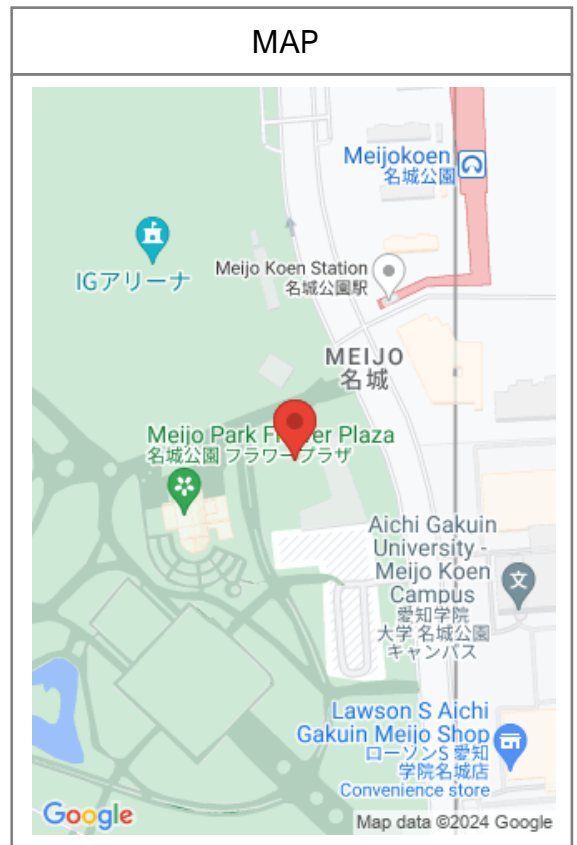 MAP
Meijokoen
名城公園
IGアリーナ
Meijo Koen Station
名城公園駅
MEIJO
名城
Meijo Park Fl er Plaza
名城公園 フラワープラザ
Aichi Gakuin
University -
Meijo Koen
Campus
愛知学院
大学 名城公園
キャンパス
文
Lawson S Aichi
Gakuin Meijo Shop
ローソンS 愛知
学院名城店
Convenience store
Google
Map data ©2024 Google